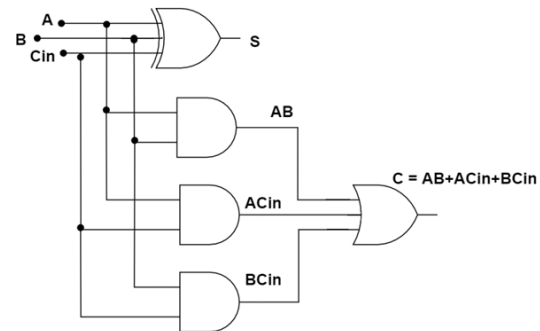 A
B
Cin
S
AB
C = AB+ACin+BCin
ACin
BCin